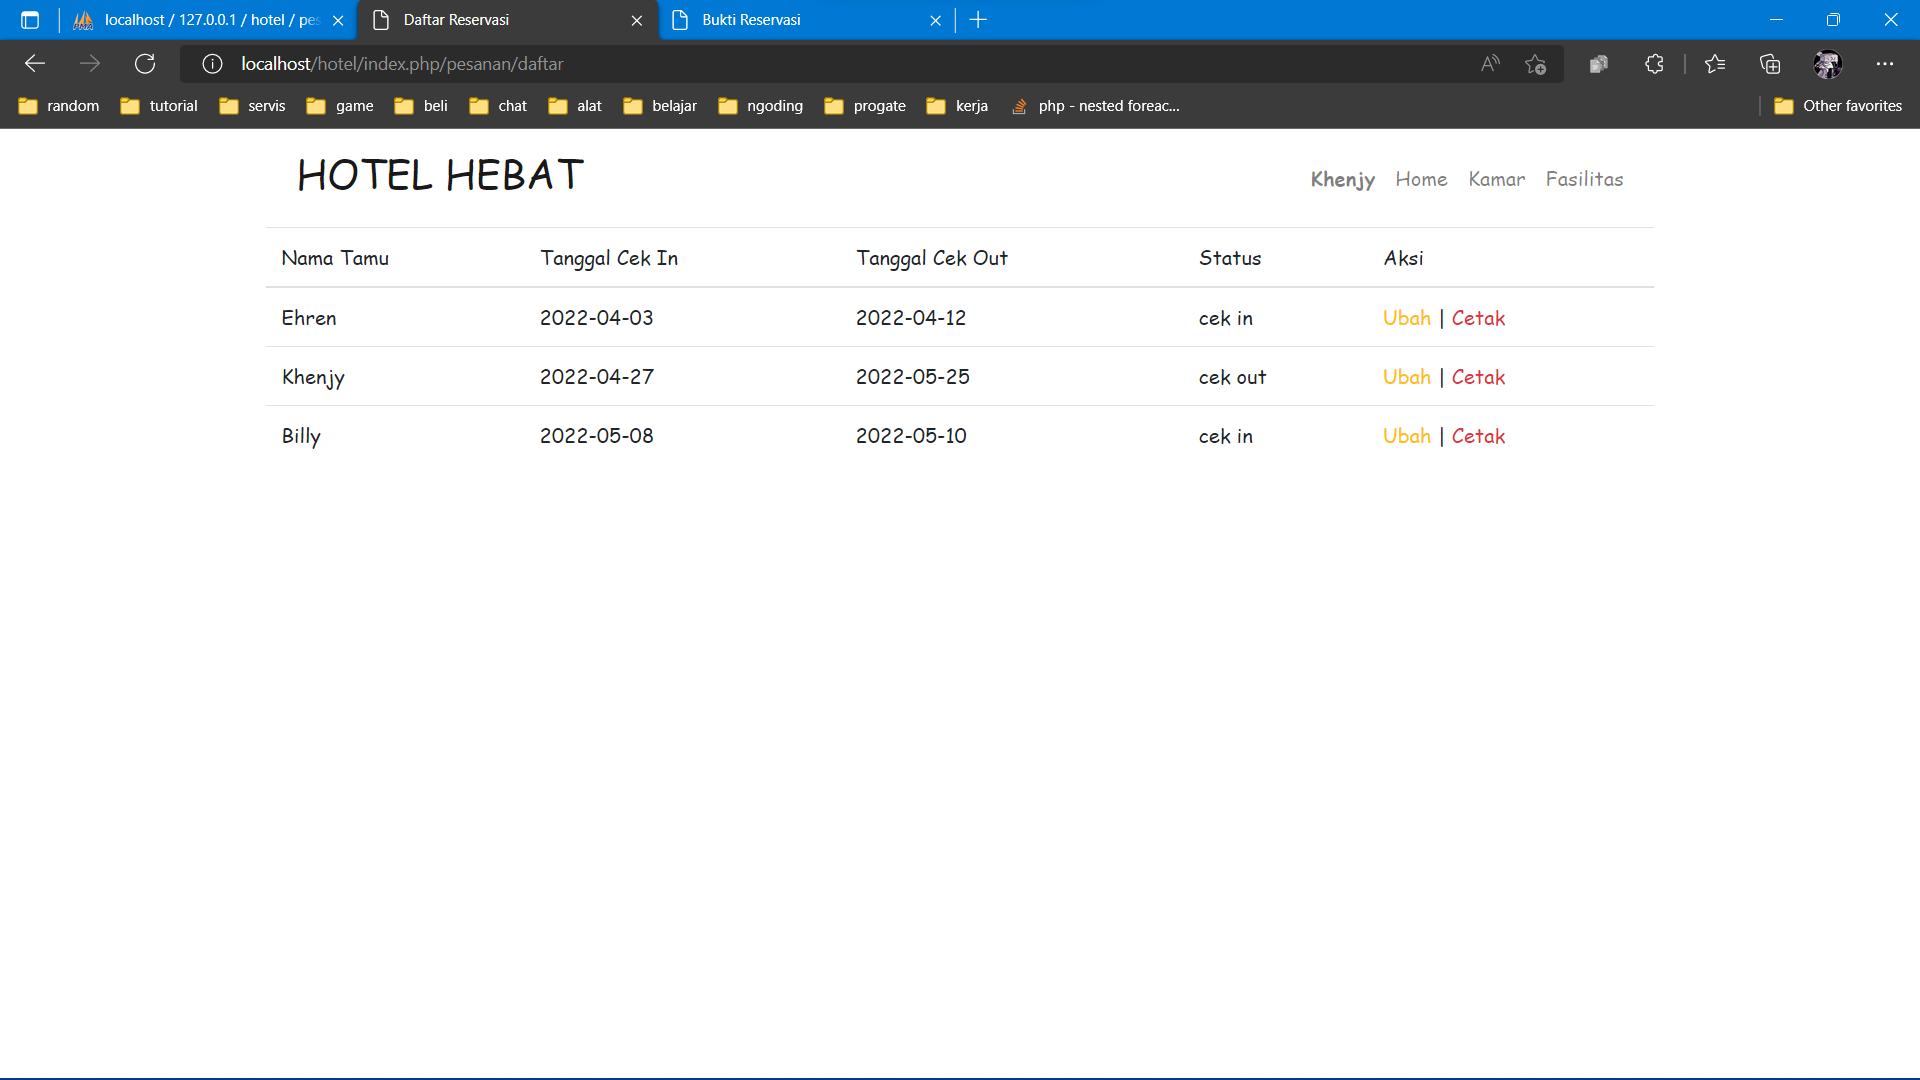 localhost / 127.0.0.1 / hotel / pes
Daftar Reservasi
Bukti Reservasi
localhost/hotel/index.php/pesanan/daftar
random tutorial servis game beli chat alat belajar ngoding progate kerja php - nested foreac... Other favorites
HOTEL HEBAT
Khenjy Home Kamar Fasilitas
Nama Tamu Tanggal Cek In Tanggal Cek Out Status Aksi
Ehren 2022-04-03 2022-04-12 cek in Ubah | Cetak
Khenjy 2022-04-27 2022-05-25 cek out Ubah | Cetak
Billy 2022-05-08 2022-05-10 cek in Ubah | Cetak